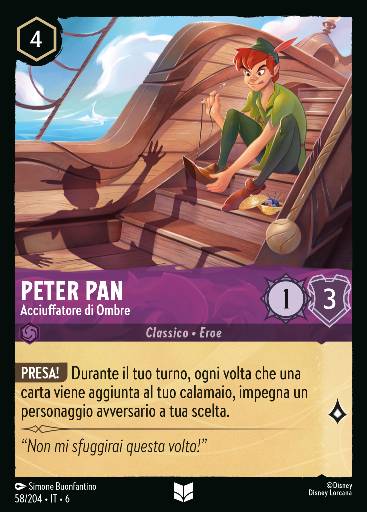 4
PETER PAN
Acciuffatore di Ombre
1
3
Classico • Eroe
PRESA! Durante il tuo turno, ogni volta che una
carta viene aggiunta al tuo calamaio, impegna un
personaggio avversario a tua scelta.
“Non mi sfuggirai questa volta!”
Simone Buonfantino
©Disney
58/204 • IT • 6
Disney Lorcana